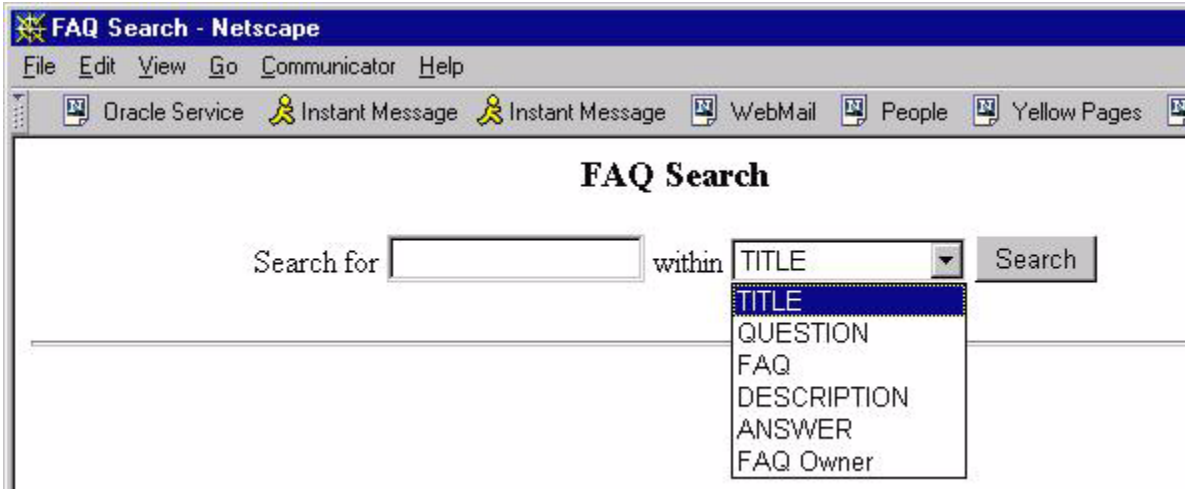 FAQ Search - Netscape
File Edit View Go Communicator Help
Oracle Service Instant Message Instant Message WebMail People Yellow Pages
FAQ Search
Search for within TITLE Search
TITLE
QUESTION
FAQ
DESCRIPTION
ANSWER
FAQ Owner